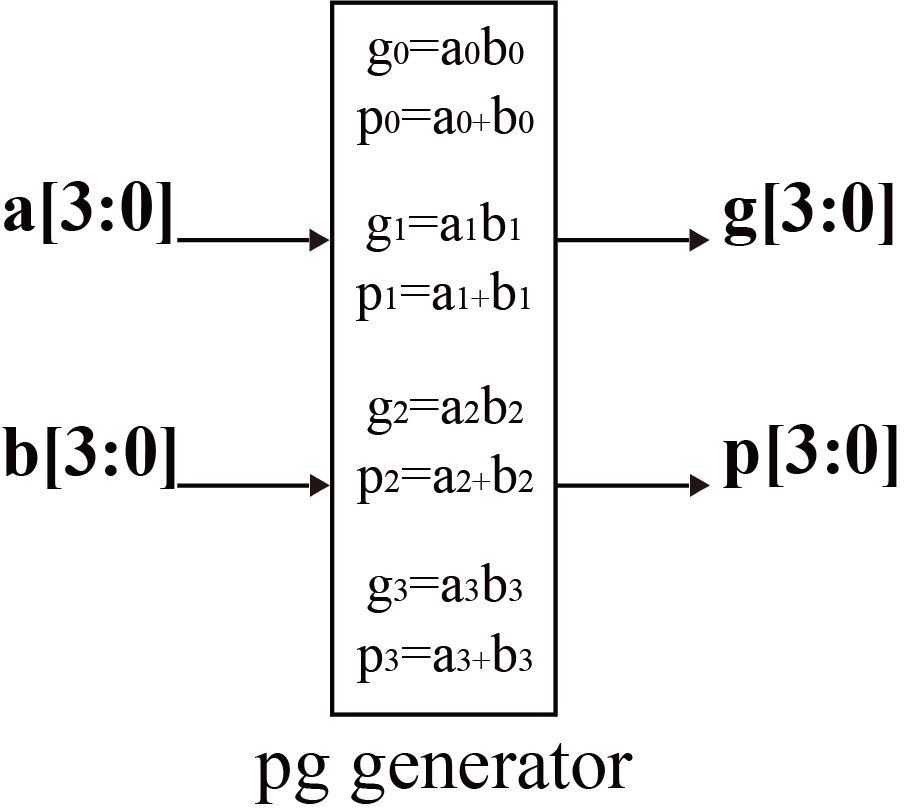 g0=a0b0
p0=a0+b0
a[3:0]
g1=a1b1
g[3:0]
p1=a1+b1
g2=a2b2
b[3:0]
p2=a2+b2
p[3:0]
g3=a3b3
p3=a3+b3
pg generator